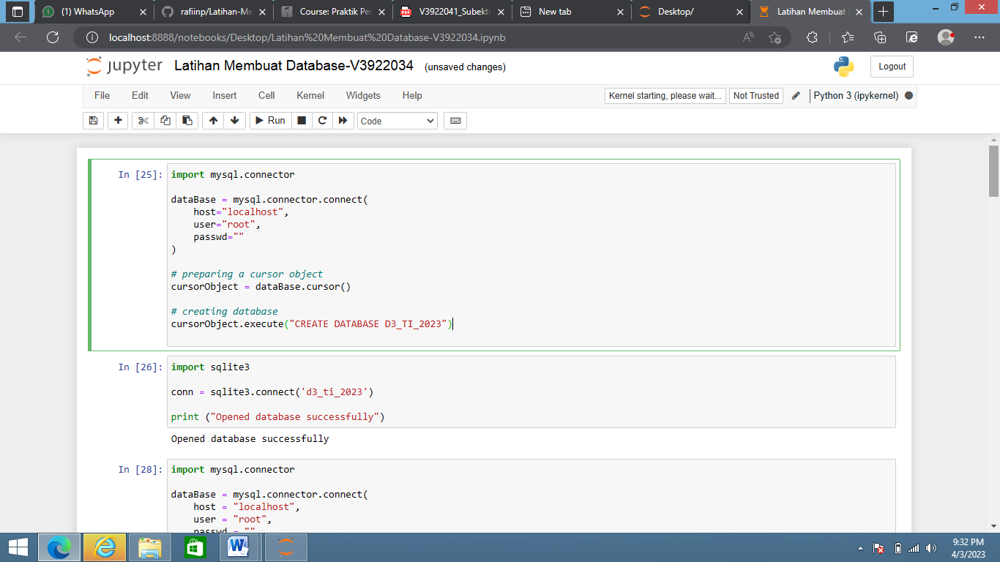 (1) WhatsApp
rafiinp/Latihan-Me
Course: Praktik Per
V3922041_Subekti
New tab
Desktop/
Latihan Membuat
localhost:8888/notebooks/Desktop/Latihan%20Membuat%20Database-V3922034.ipynb
jupyter Latihan Membuat Database-V3922034 (unsaved changes)
Logout
File Edit View Insert Cell Kernel Widgets Help
Kernel starting, please wait... Not Trusted Python 3 (ipykernel)
Run Code
In [25]: import mysql.connector
dataBase = mysql.connector.connect(
host="localhost",
user="root",
passwd=""
)
# preparing a cursor object
cursorObject = dataBase.cursor()
# creating database
cursorObject.execute("CREATE DATABASE D3_TI_2023")
In [26]: import sqlite3
conn = sqlite3.connect('d3_ti_2023')
print ("Opened database successfully")
Opened database successfully
In [28]: import mysql.connector
dataBase = mysql.connector.connect(
host = "localhost",
user = "root",
passwd = ""
9:32 PM
4/3/2023